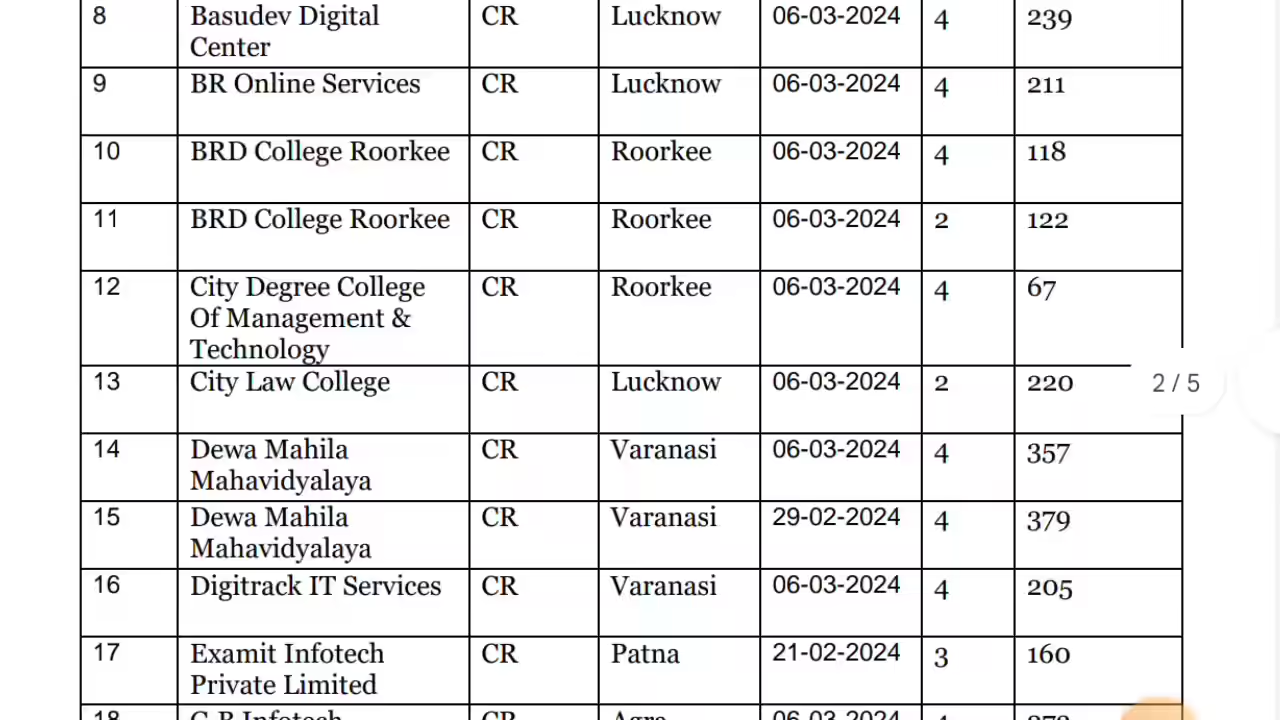 8 Basudev Digital Center CR Lucknow 06-03-2024 4 239
9 BR Online Services CR Lucknow 06-03-2024 4 211
10 BRD College Roorkee CR Roorkee 06-03-2024 4 118
11 BRD College Roorkee CR Roorkee 06-03-2024 2 122
12 City Degree College Of Management & Technology CR Roorkee 06-03-2024 4 67
13 City Law College CR Lucknow 06-03-2024 2 220
2 / 5
14 Dewa Mahila Mahavidyalaya CR Varanasi 06-03-2024 4 357
15 Dewa Mahila Mahavidyalaya CR Varanasi 29-02-2024 4 379
16 Digitrack IT Services CR Varanasi 06-03-2024 4 205
17 Examit Infotech Private Limited CR Patna 21-02-2024 3 160
18 Infotech CR Agra 06-03-2024